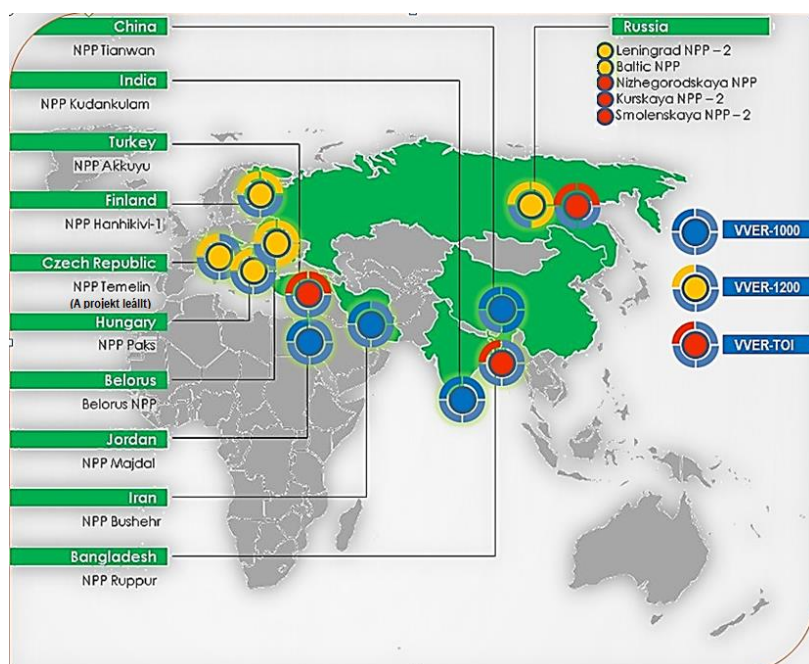 China
NPP Tianwan
India
NPP Kudankulam
Turkey
NPP Akkuyu
Finland
NPP Hanhikivi-1
Czech Republic
NPP Temelin
(A projekt leállt)
Hungary
NPP Paks
Belorus
Belorus NPP
Jordan
NPP Majdal
Iran
NPP Bushehr
Bangladesh
NPP Ruppur
Russia
Leningrad NPP – 2
Baltic NPP
Nizhegorodskaya NPP
Kurskaya NPP – 2
Smolenskaya NPP – 2
VVER-1000
VVER-1200
VVER-TOI